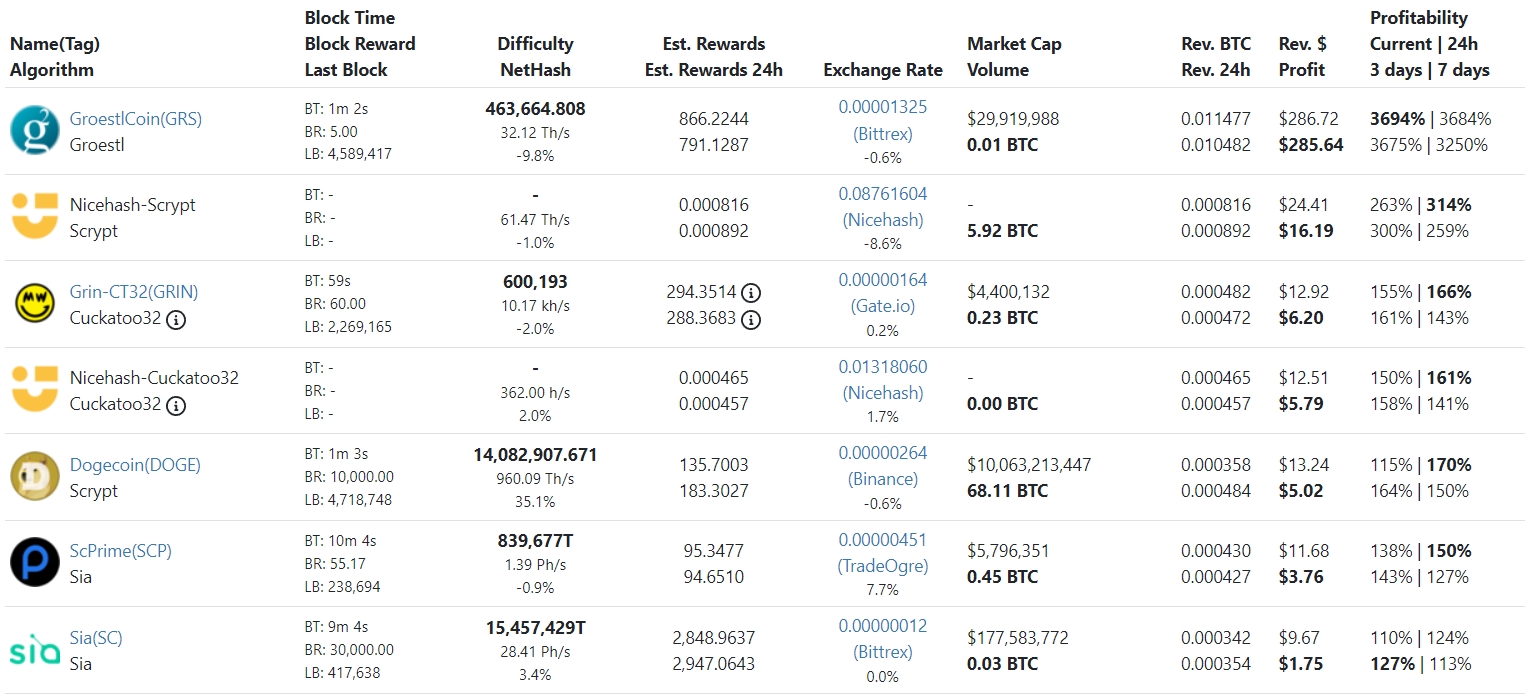 Name(Tag)
Algorithm
Block Time
Block Reward
Last Block
Difficulty
NetHash
Est. Rewards
Est. Rewards 24h
Exchange Rate
Market Cap
Volume
Rev. BTC
Rev. 24h
Rev. $
Profit
Profitability
Current | 24h
3 days | 7 days
GroestlCoin(GRS)
Groestl
BT: 1m 2s
BR: 5.00
LB: 4,589,417
463,664.808
32.12 Th/s
-9.8%
866.2244
791.1287
0.00001325
(Bittrex)
-0.6%
$29,919,988
0.01 BTC
0.011477
0.010482
$286.72
$285.64
3694% | 3684%
3675% | 3250%
Nicehash-Scrypt
Scrypt
BT: -
BR: -
LB: -
-
61.47 Th/s
-1.0%
0.000816
0.000892
0.08761604
(Nicehash)
-8.6%
-
5.92 BTC
0.000816
0.000892
$24.41
$16.19
263% | 314%
300% | 259%
MW
Grin-CT32(GRIN)
Cuckatoo32
BT: 59s
BR: 60.00
LB: 2,269,165
600,193
10.17 kh/s
-2.0%
294.3514
288.3683
0.00000164
(Gate.io)
0.2%
$4,400,132
0.23 BTC
0.000482
0.000472
$12.92
$6.20
155% | 166%
161% | 143%
Nicehash-Cuckatoo32
Cuckatoo32
BT: -
BR: -
LB: -
-
362.00 h/s
2.0%
0.000465
0.000457
0.01318060
(Nicehash)
1.7%
-
0.00 BTC
0.000465
0.000457
$12.51
$5.79
150% | 161%
158% | 141%
Dogecoin(DOGE)
Scrypt
BT: 1m 3s
BR: 10,000.00
LB: 4,718,748
14,082,907.671
960.09 Th/s
35.1%
135.7003
183.3027
0.00000264
(Binance)
-0.6%
$10,063,213,447
68.11 BTC
0.000358
0.000484
$13.24
$5.02
115% | 170%
164% | 150%
ScPrime(SCP)
Sia
BT: 10m 4s
BR: 55.17
LB: 238,694
839,677T
1.39 Ph/s
-0.9%
95.3477
94.6510
0.00000451
(TradeOgre)
7.7%
$5,796,351
0.45 BTC
0.000430
0.000427
$11.68
$3.76
138% | 150%
143% | 127%
sia
Sia(SC)
Sia
BT: 9m 4s
BR: 30,000.00
LB: 417,638
15,457,429T
28.41 Ph/s
3.4%
2,848.9637
2,947.0643
0.00000012
(Bittrex)
0.0%
$177,583,772
0.03 BTC
0.000342
0.000354
$9.67
$1.75
110% | 124%
127% | 113%